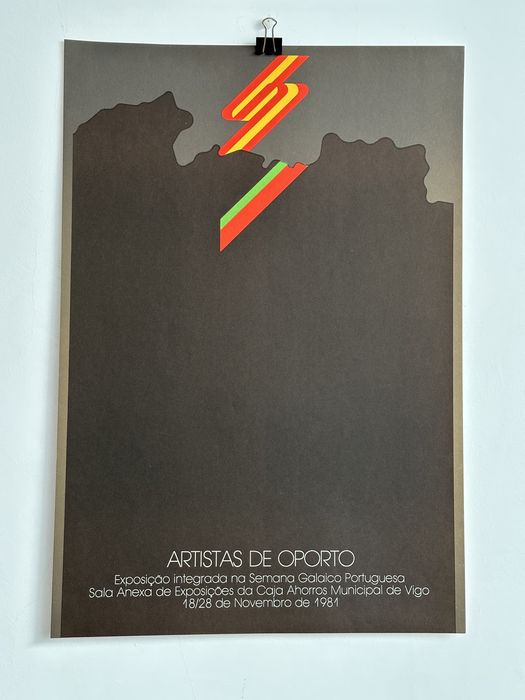 ARTISTAS DE OPORTO
Exposição integrada na Semana Galaico Portuguesa
Sala Anexa de Exposições da Caja Ahorros Municipal de Vigo
18/28 de Novembro de 1981